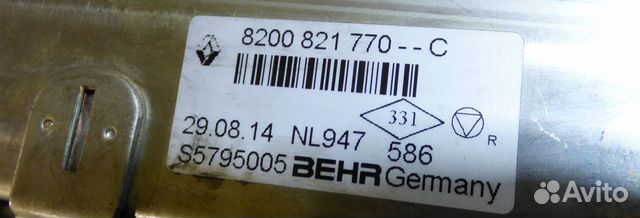 8200 821 770 -- C
331
29.08.14 NL947 586
R
S5795005 BEHR Germany
Avito